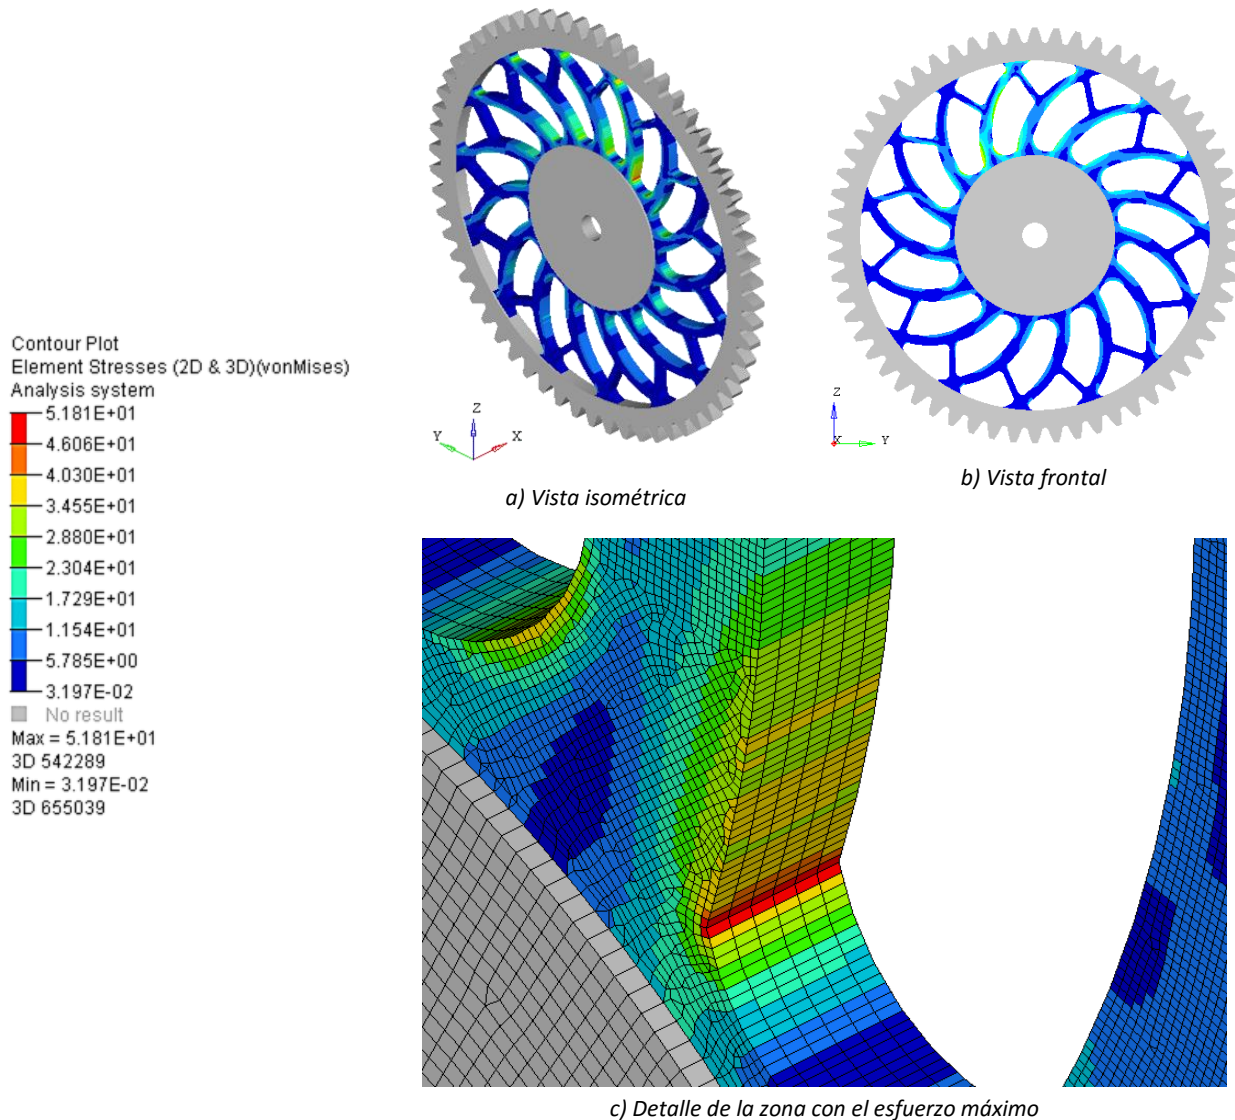 Z
Y
X
a) Vista isométrica
Z
X
Y
b) Vista frontal
Contour Plot
Element Stresses (2D & 3D)(vonMises)
Analysis system
5.181E+01
4.606E+01
4.030E+01
3.455E+01
2.880E+01
2.304E+01
1.729E+01
1.154E+01
5.785E+00
3.197E-02
No result
Max = 5.181E+01
3D 542289
Min = 3.197E-02
3D 655039
c) Detalle de la zona con el esfuerzo máximo